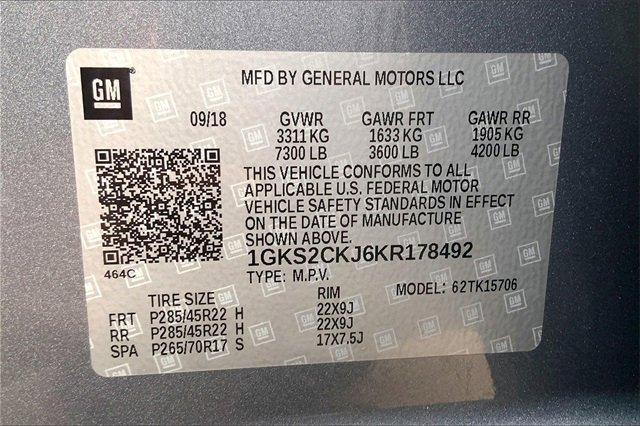 GM
MFD BY GENERAL MOTORS LLC
09/18 GVWR GAWR FRT GAWR RR
3311 KG 1633 KG 1905 KG
7300 LB 3600 LB 4200 LB
THIS VEHICLE CONFORMS TO ALL
APPLICABLE U.S. FEDERAL MOTOR
VEHICLE SAFETY STANDARDS IN EFFECT
ON THE DATE OF MANUFACTURE
SHOWN ABOVE.
464C
1GKS2CKJ6KR178492
TYPE: M.P.V. MODEL: 62TK15706
TIRE SIZE RIM
FRT P285/45R22 H 22X9J
RR P285/45R22 H 22X9J
SPA P265/70R17 S 17X7.5J